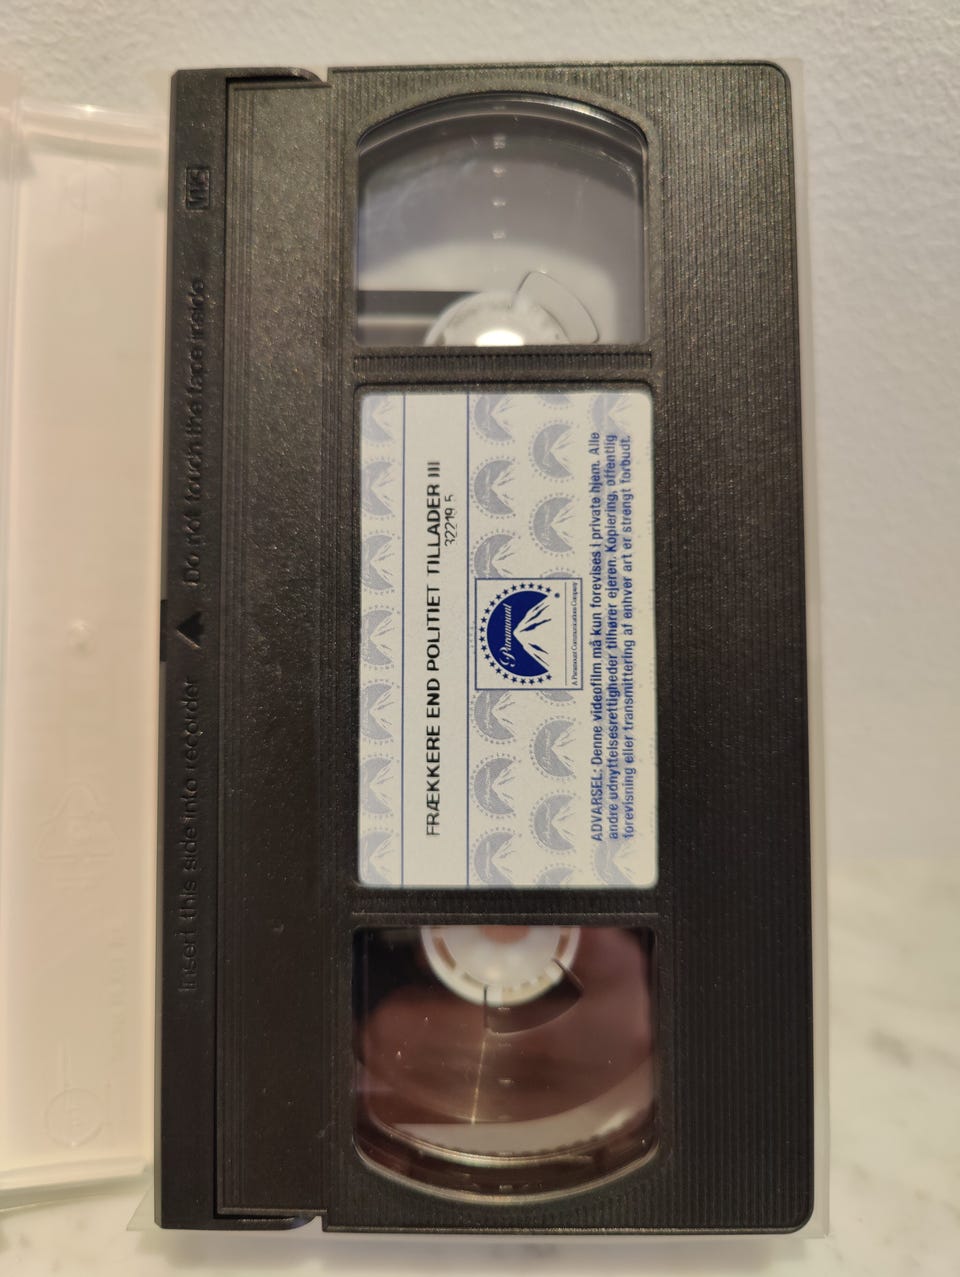 VHS
Insert this side into recorder ▲ Do not touch the tape inside
FRÆKKERE END POLITIET TILLADER III
32219 5
Paramount
A Paramount Communications Company
ADVARSEL: Denne videofilm må kun forevises i private hjem. Alle
andre udnyttelsesrettigheder tilhører ejeren. Kopiering, offentlig
forevisning eller transmittering af enhver art er strengt forbudt.